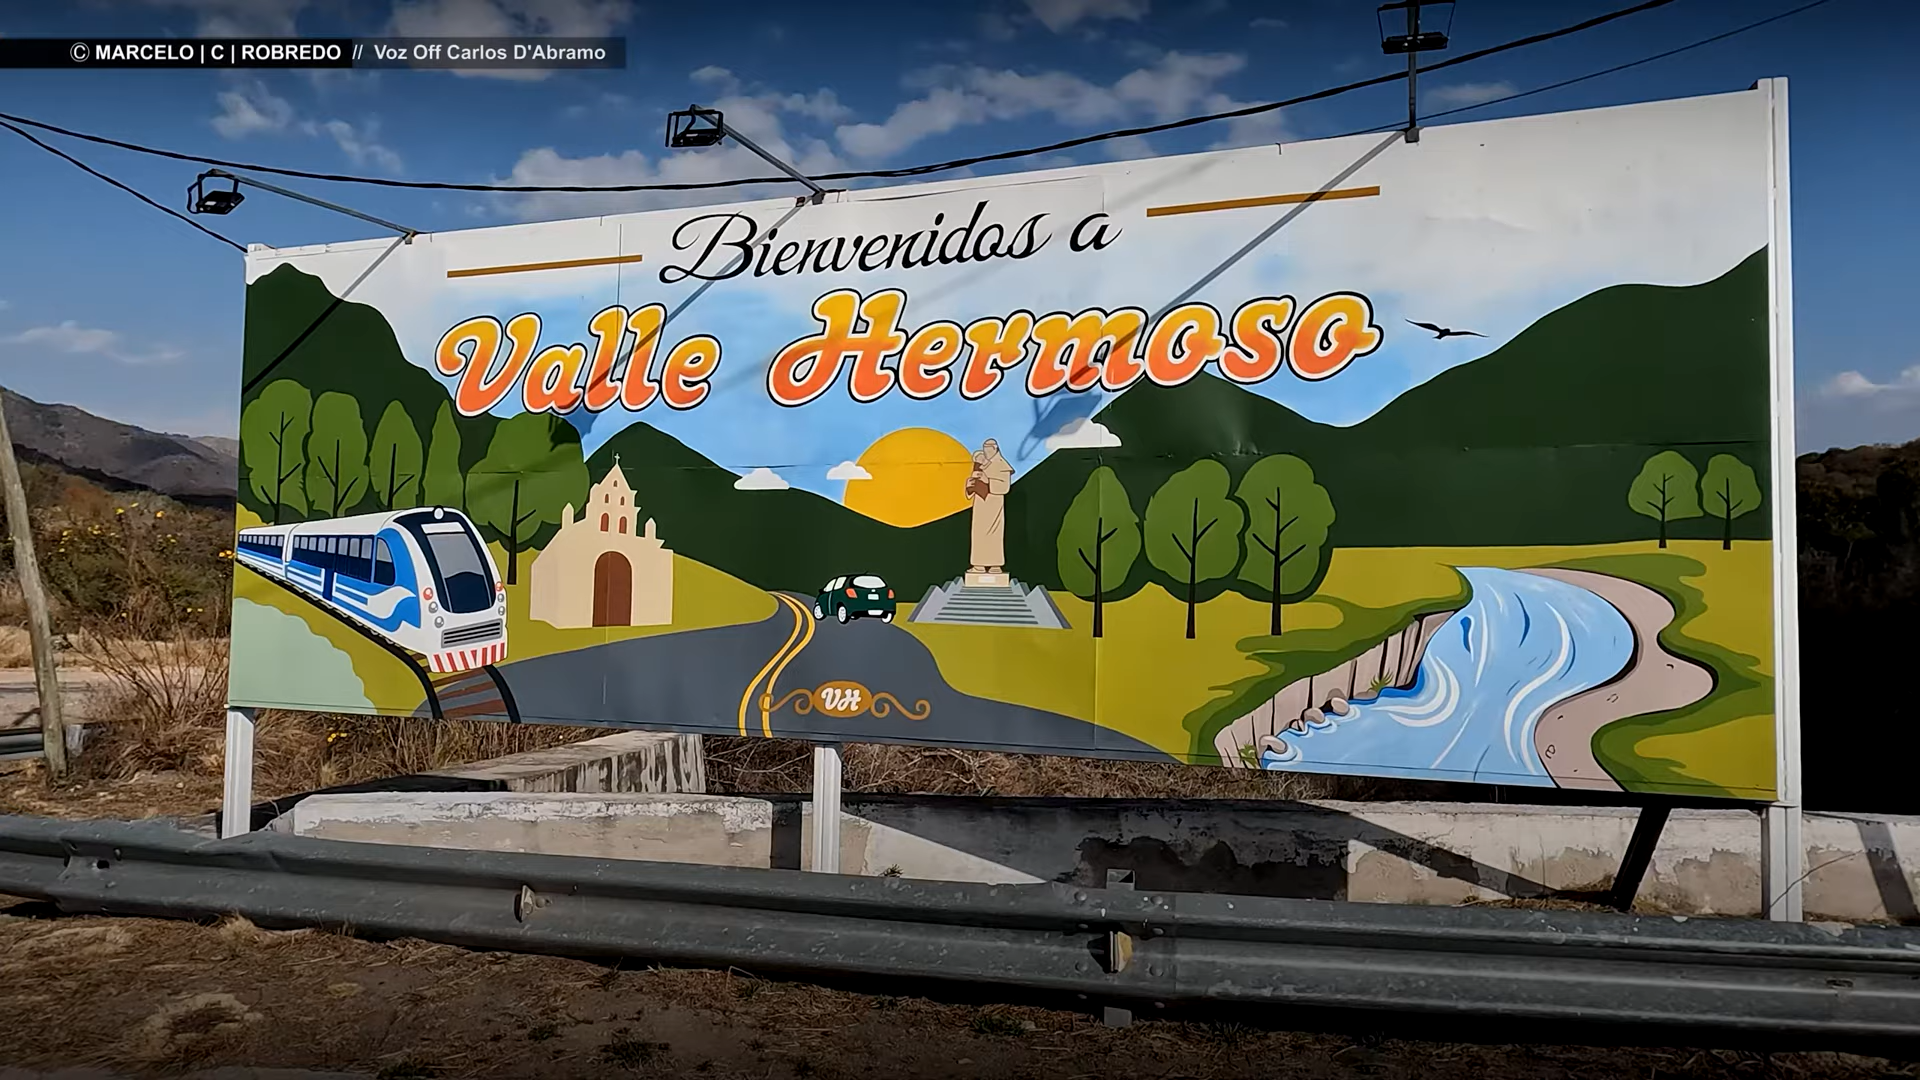 © MARCELO | C | ROBREDO // Voz Off Carlos D'Abramo
Bienvenidos a
Valle Hermoso
VH